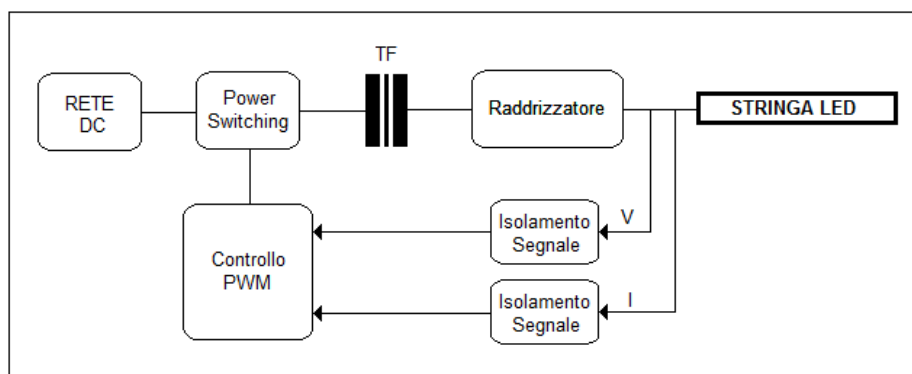 TF
RETE
DC
Power
Switching
Raddrizzatore
STRINGA LED
Controllo
PWM
Isolamento
Segnale
V
Isolamento
Segnale
I